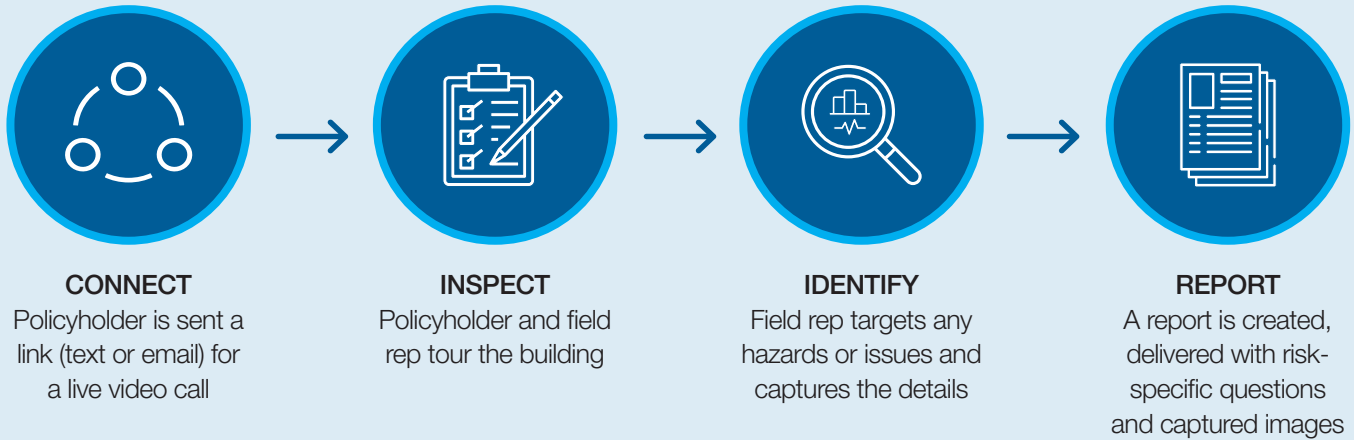 CONNECT
Policyholder is sent a
link (text or email) for
a live video call
INSPECT
Policyholder and field
rep tour the building
IDENTIFY
Field rep targets any
hazards or issues and
captures the details
REPORT
A report is created,
delivered with risk-
specific questions
and captured images